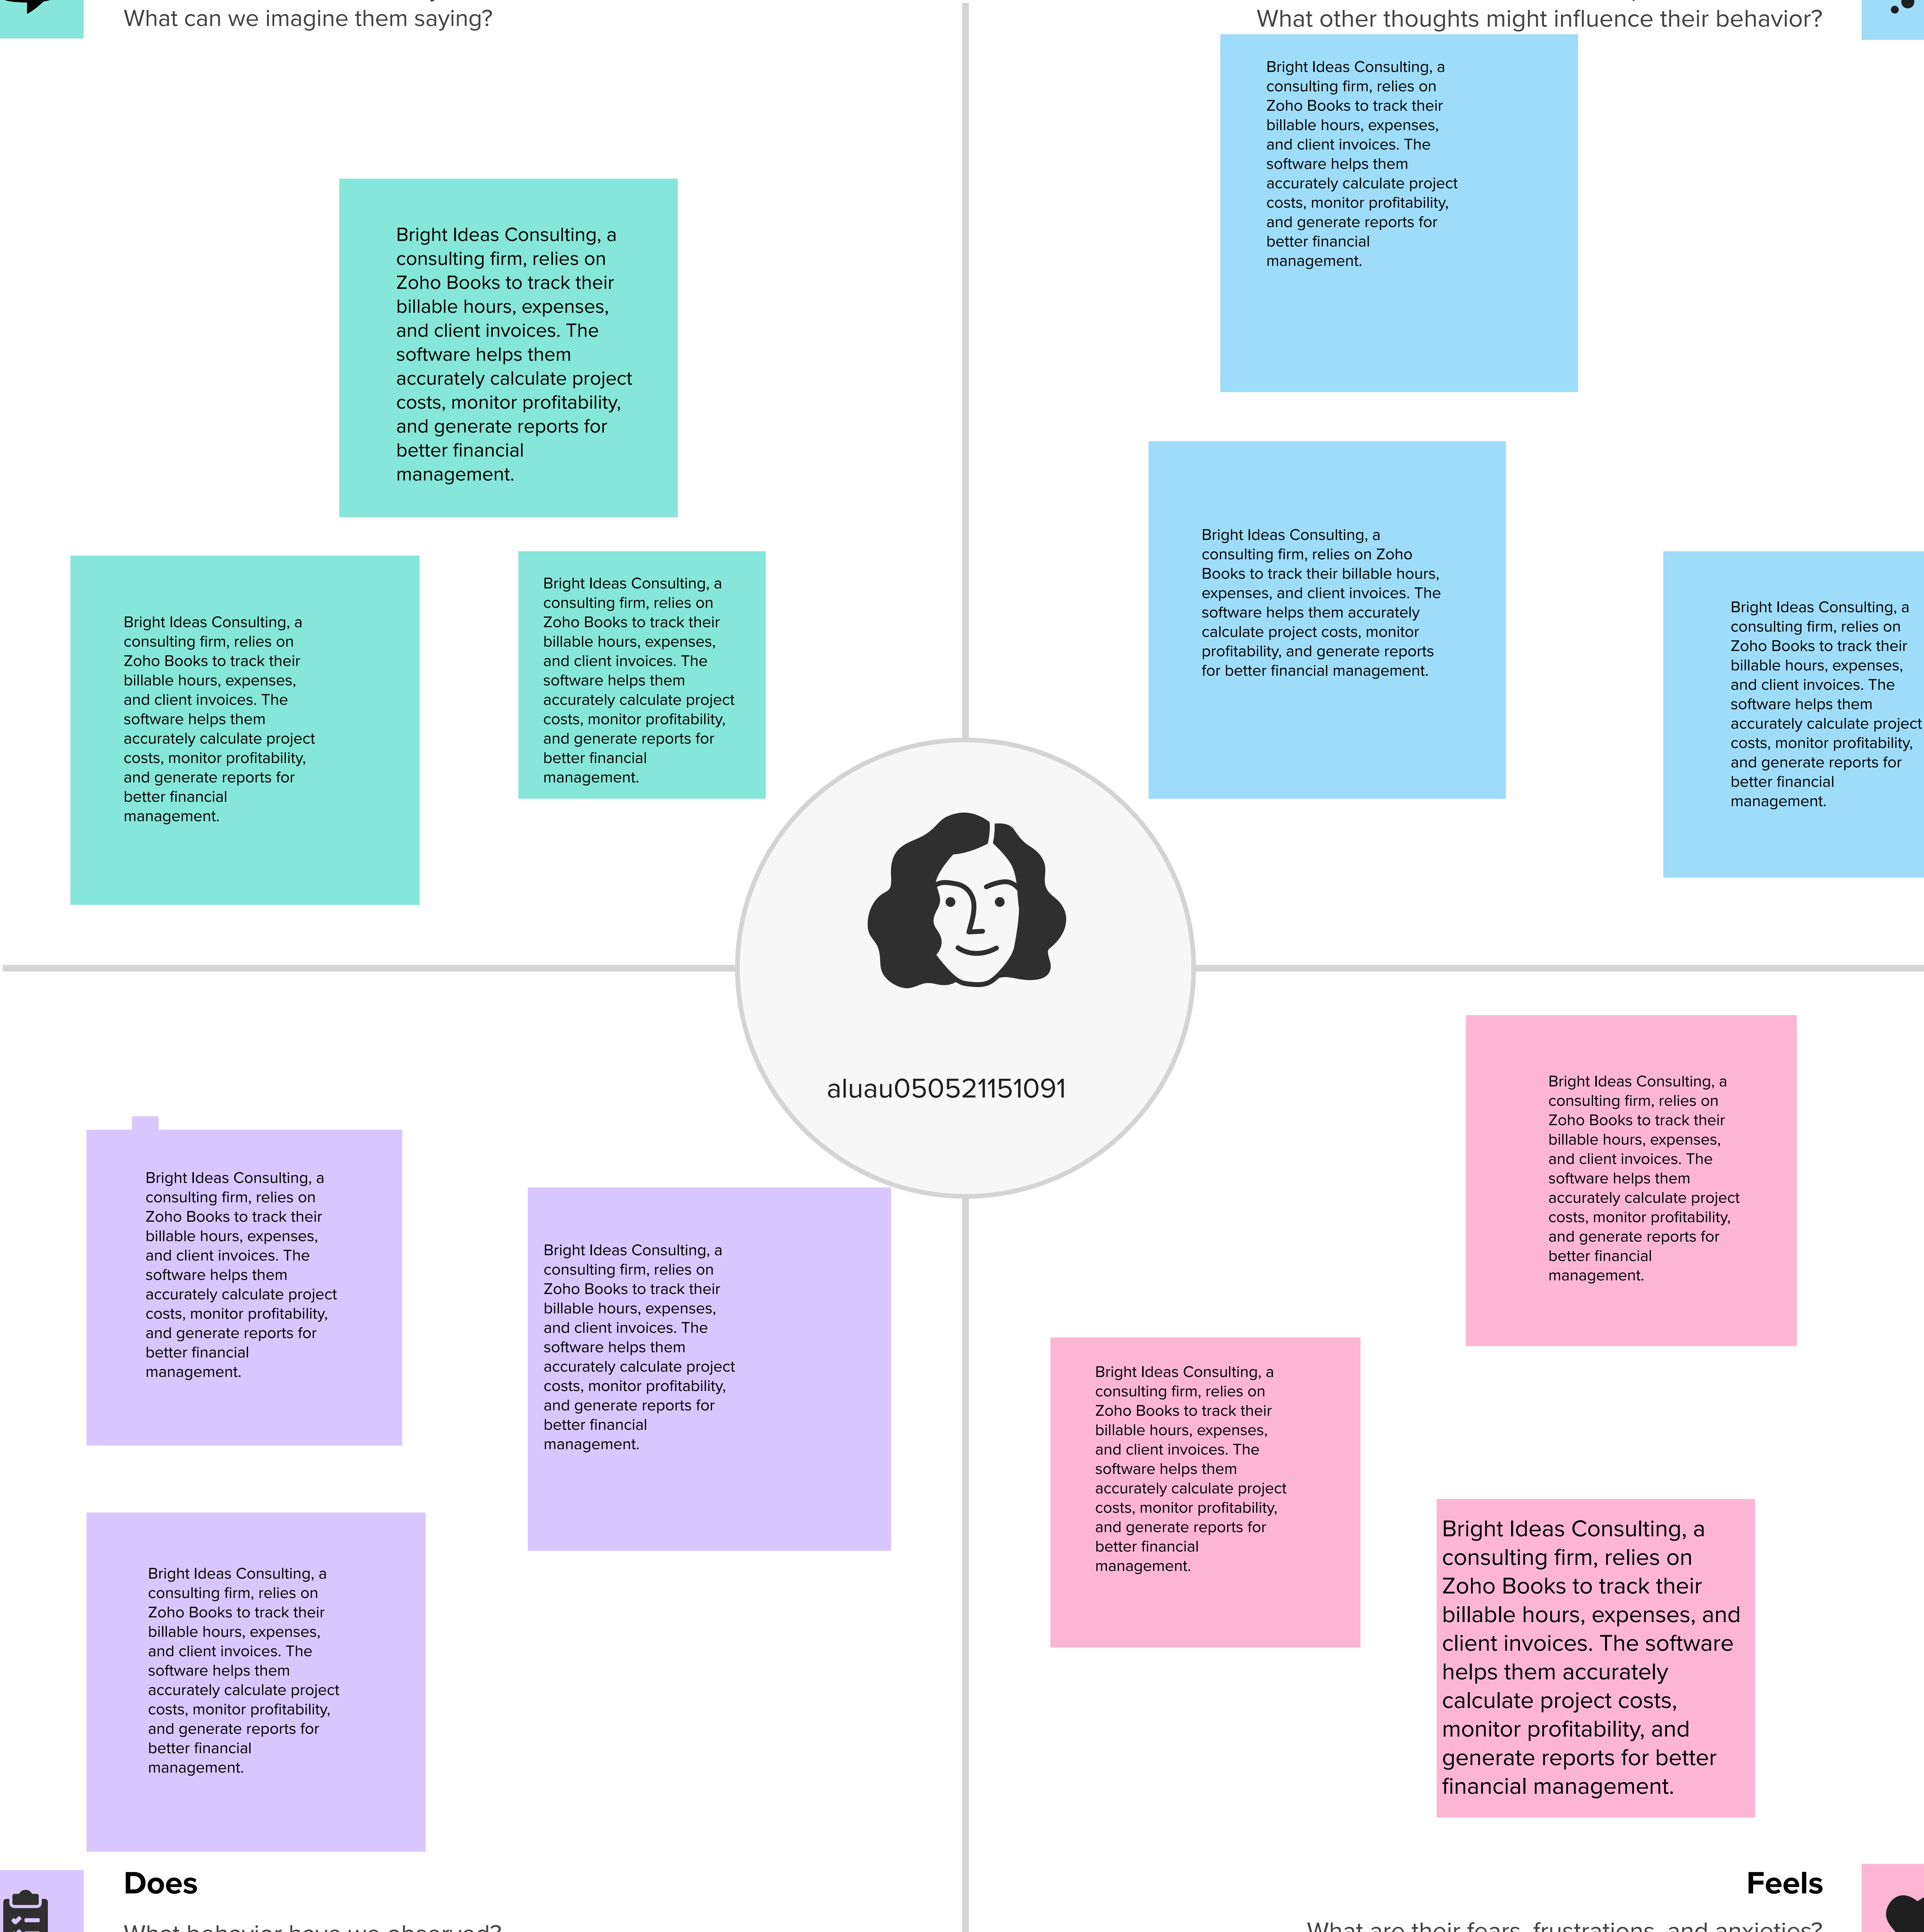 What can we imagine them saying?
What other thoughts might influence their behavior?
Bright Ideas Consulting, a
consulting firm, relies on
Zoho Books to track their
billable hours, expenses,
and client invoices. The
software helps them
accurately calculate project
costs, monitor profitability,
and generate reports for
better financial
management.
Bright Ideas Consulting, a
consulting firm, relies on
Zoho Books to track their
billable hours, expenses,
and client invoices. The
software helps them
accurately calculate project
costs, monitor profitability,
and generate reports for
better financial
management.
Bright Ideas Consulting, a
consulting firm, relies on
Zoho Books to track their
billable hours, expenses,
and client invoices. The
software helps them
accurately calculate project
costs, monitor profitability,
and generate reports for
better financial
management.
Bright Ideas Consulting, a
consulting firm, relies on
Zoho Books to track their
billable hours, expenses,
and client invoices. The
software helps them
accurately calculate project
costs, monitor profitability,
and generate reports for
better financial
management.
Bright Ideas Consulting, a
consulting firm, relies on Zoho
Books to track their billable hours,
expenses, and client invoices. The
software helps them accurately
calculate project costs, monitor
profitability, and generate reports
for better financial management.
Bright Ideas Consulting, a
consulting firm, relies on
Zoho Books to track their
billable hours, expenses,
and client invoices. The
software helps them
accurately calculate project
costs, monitor profitability,
and generate reports for
better financial
management.
aluau050521151091
Bright Ideas Consulting, a
consulting firm, relies on
Zoho Books to track their
billable hours, expenses,
and client invoices. The
software helps them
accurately calculate project
costs, monitor profitability,
and generate reports for
better financial
management.
Bright Ideas Consulting, a
consulting firm, relies on
Zoho Books to track their
billable hours, expenses,
and client invoices. The
software helps them
accurately calculate project
costs, monitor profitability,
and generate reports for
better financial
management.
Bright Ideas Consulting, a
consulting firm, relies on
Zoho Books to track their
billable hours, expenses,
and client invoices. The
software helps them
accurately calculate project
costs, monitor profitability,
and generate reports for
better financial
management.
Bright Ideas Consulting, a
consulting firm, relies on
Zoho Books to track their
billable hours, expenses,
and client invoices. The
software helps them
accurately calculate project
costs, monitor profitability,
and generate reports for
better financial
management.
Bright Ideas Consulting, a
consulting firm, relies on
Zoho Books to track their
billable hours, expenses,
and client invoices. The
software helps them
accurately calculate project
costs, monitor profitability,
and generate reports for
better financial
management.
Bright Ideas Consulting, a
consulting firm, relies on
Zoho Books to track their
billable hours, expenses, and
client invoices. The software
helps them accurately
calculate project costs,
monitor profitability, and
generate reports for better
financial management.
Does
What behavior have we observed?
Feels
What are their fears, frustrations, and anxieties?